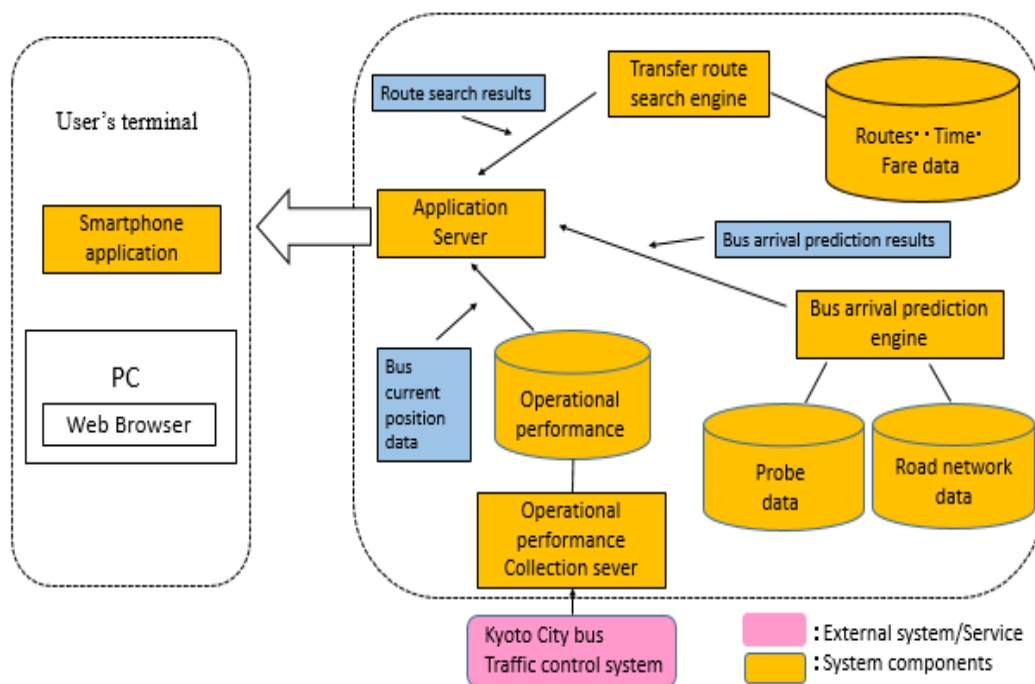 User's terminal
Smartphone
application
PC
Web Browser
Route search results
Transfer route
search engine
Routes・・Time・
Fare data
Application
Server
Bus arrival prediction results
Bus arrival prediction
engine
Bus
current
position
data
Operational
performance
Probe
data
Road network
data
Operational
performance
Collection sever
Kyoto City bus
Traffic control system
: External system/Service
: System components